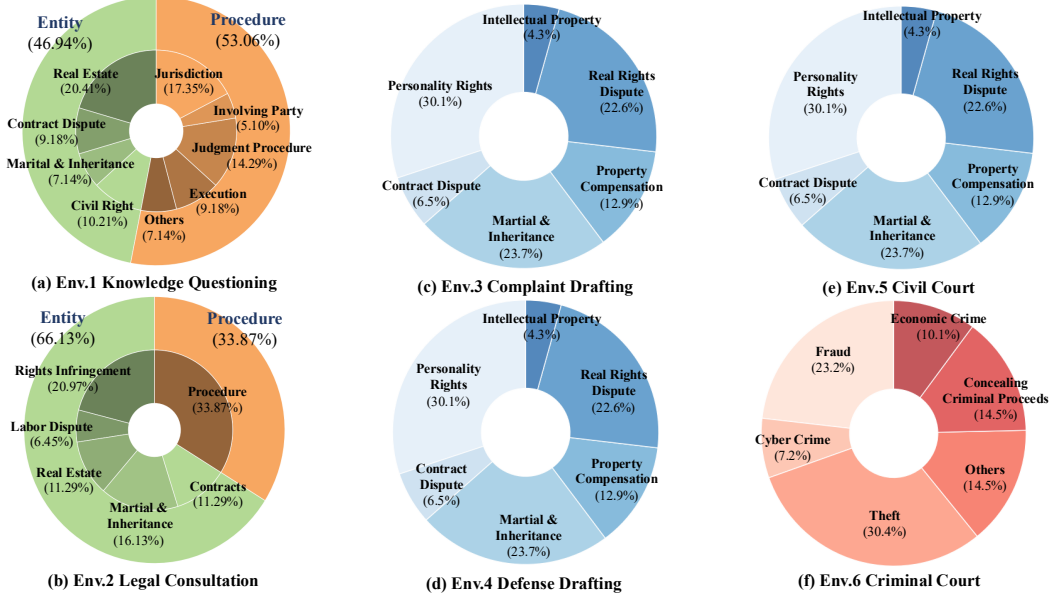 Entity
(46.94%)
Procedure
(53.06%)
Real Estate
(20.41%)
Jurisdiction
(17.35%)
Involving Party
(5.10%)
Contract Dispute
(9.18%)
Judgment Procedure
(14.29%)
Marital & Inheritance
(7.14%)
Execution
(9.18%)
Civil Right
(10.21%)
Others
(7.14%)
(a) Env.1 Knowledge Questioning
Intellectual Property
(4.3%)
Real Rights
Dispute
(22.6%)
Personality Rights
(30.1%)
Property
Compensation
(12.9%)
Contract Dispute
(6.5%)
Martial &
Inheritance
(23.7%)
(c) Env.3 Complaint Drafting
Intellectual Property
(4.3%)
Real Rights
Dispute
(22.6%)
Personality
Rights
(30.1%)
Property
Compensation
(12.9%)
Contract Dispute
(6.5%)
Martial &
Inheritance
(23.7%)
(e) Env.5 Civil Court
Entity
(66.13%)
Procedure
(33.87%)
Rights Infringement
(20.97%)
Procedure
(33.87%)
Labor Dispute
(6.45%)
Real Estate
(11.29%)
Contracts
(11.29%)
Martial &
Inheritance
(16.13%)
(b) Env.2 Legal Consultation
Intellectual Property
(4.3%)
Real Rights
Dispute
(22.6%)
Personality
Rights
(30.1%)
Property
Compensation
(12.9%)
Contract
Dispute
(6.5%)
Martial &
Inheritance
(23.7%)
(d) Env.4 Defense Drafting
Economic Crime
(10.1%)
Fraud
(23.2%)
Concealing
Criminal Proceeds
(14.5%)
Cyber Crime
(7.2%)
Others
(14.5%)
Theft
(30.4%)
(f) Env.6 Criminal Court